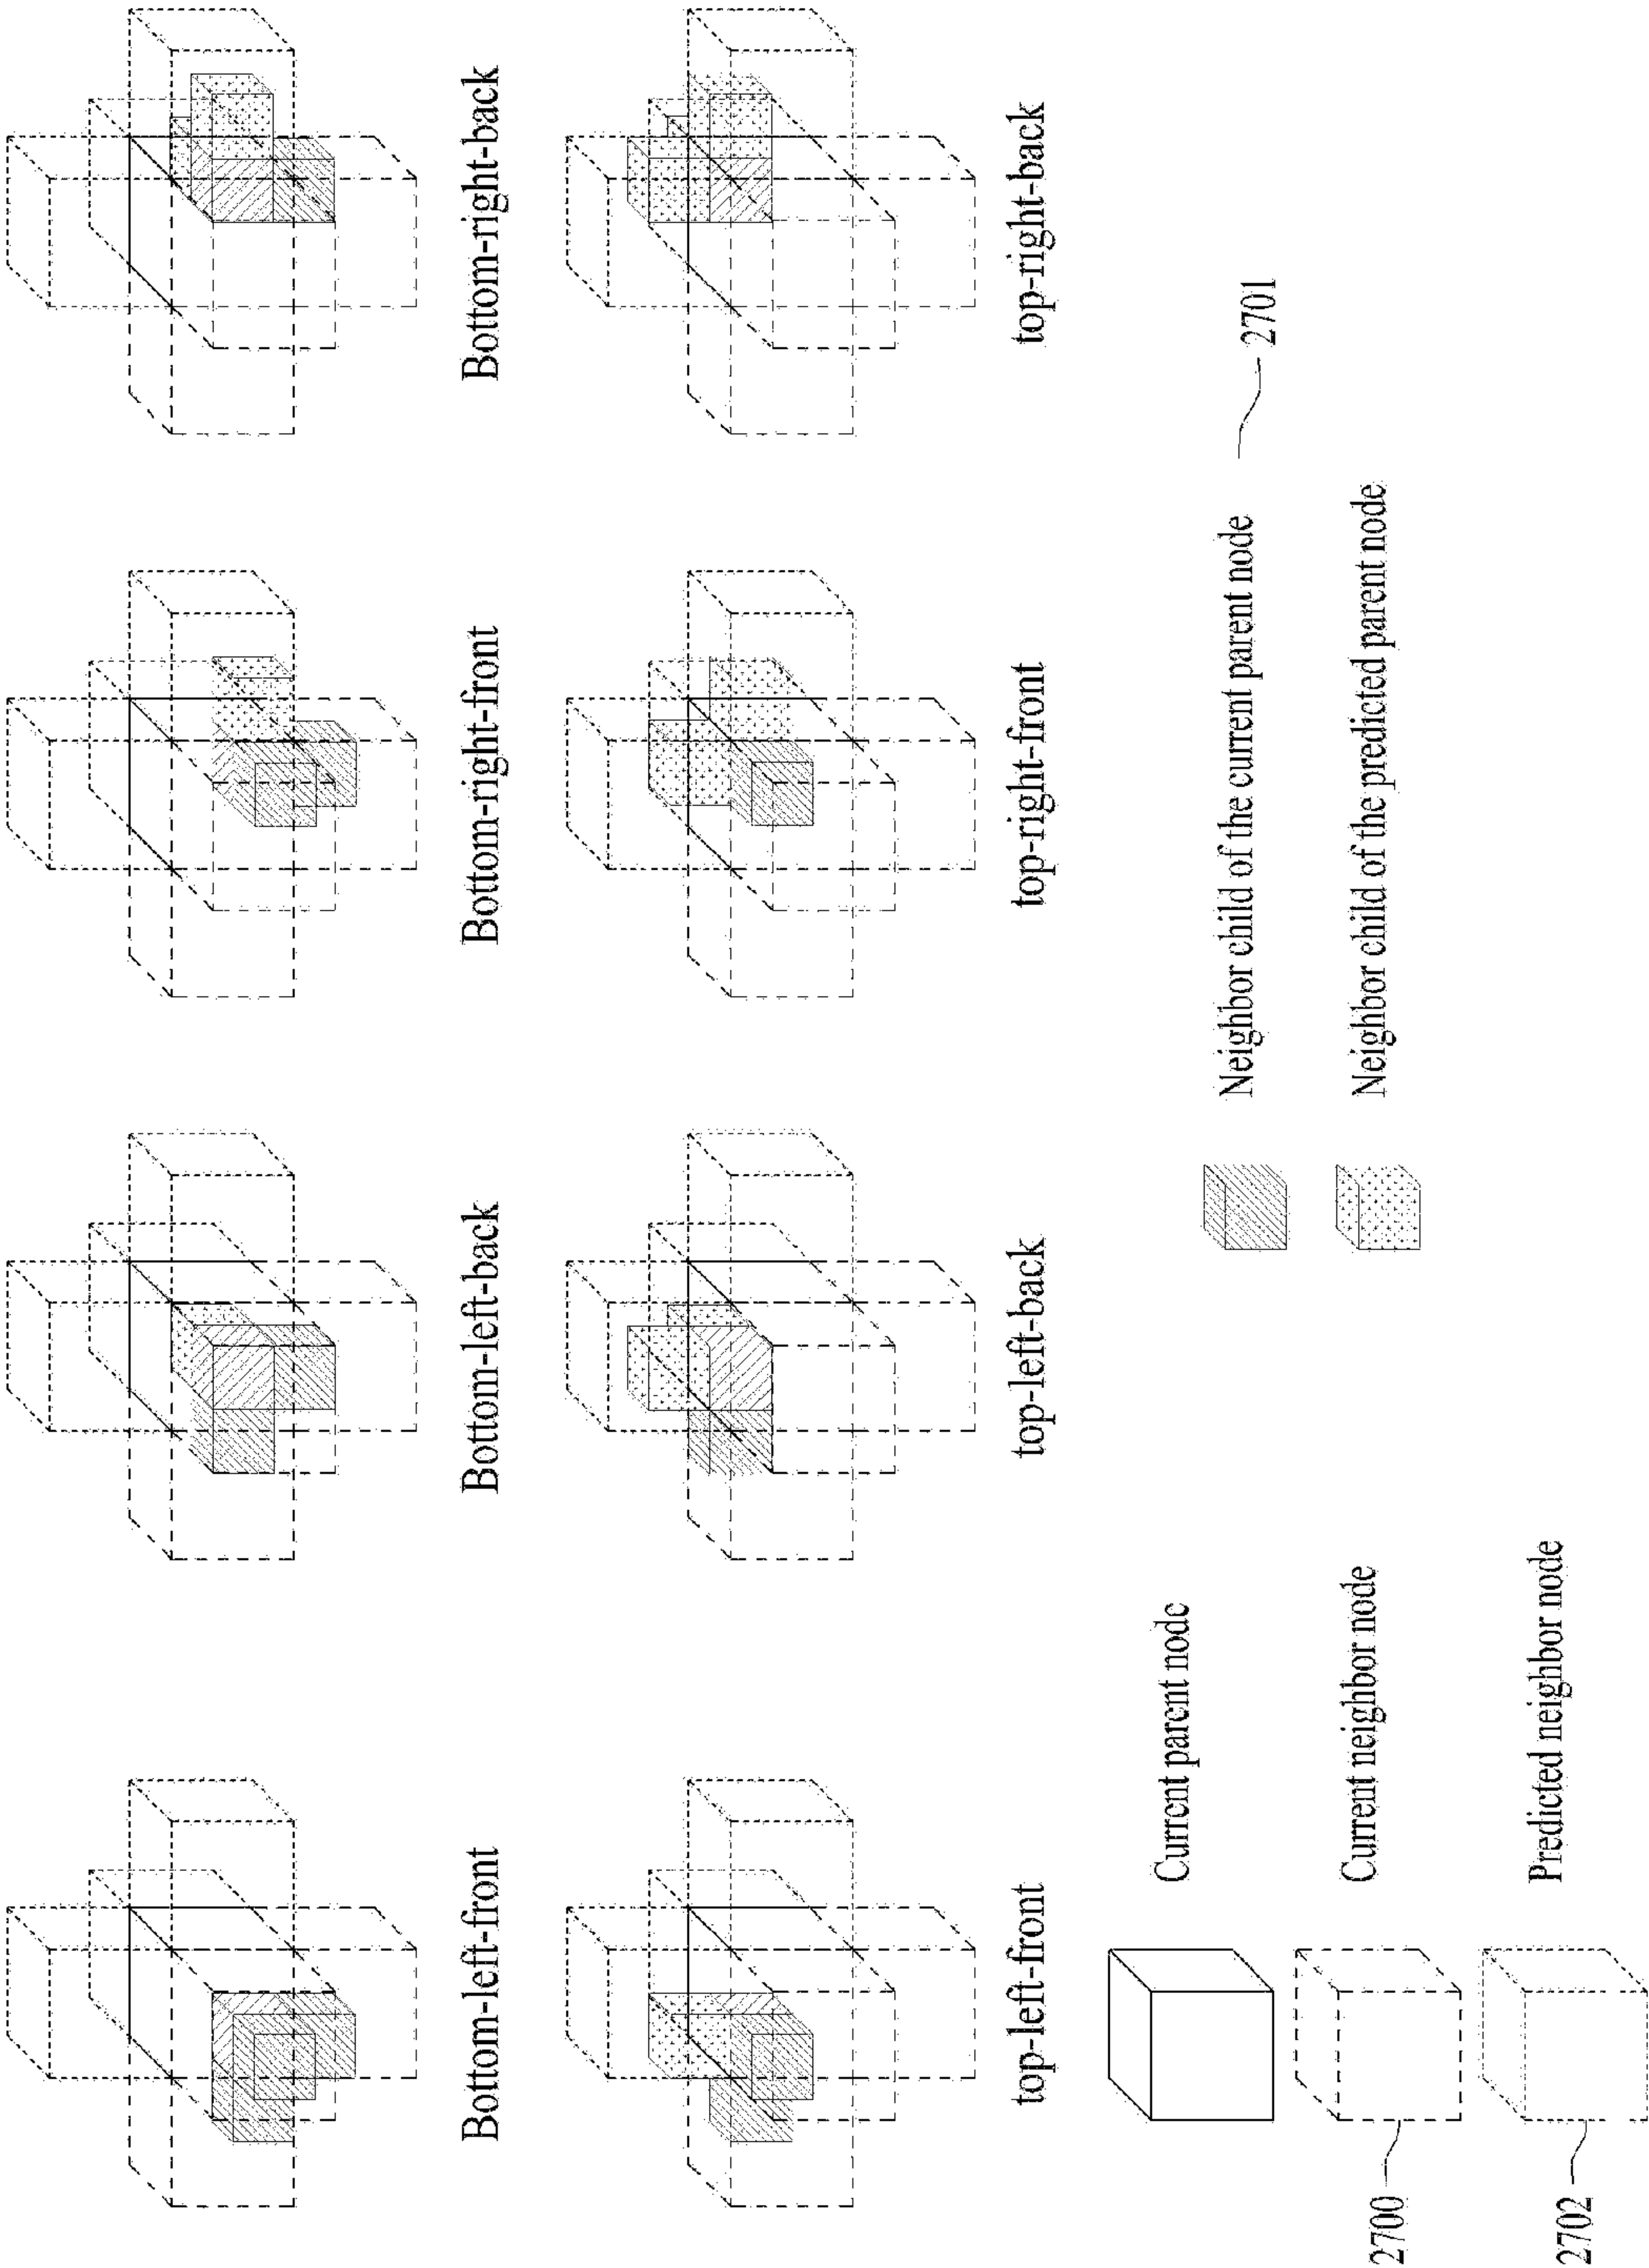 Bottom-left-front
Bottom-left-back
Bottom-right-front
Bottom-right-back
top-left-front
top-left-back
top-right-front
top-right-back
Current parent node
2700
Current neighbor node
2702
Predicted neighbor node
Neighbor child of the current parent node
2701
Neighbor child of the predicted parent node